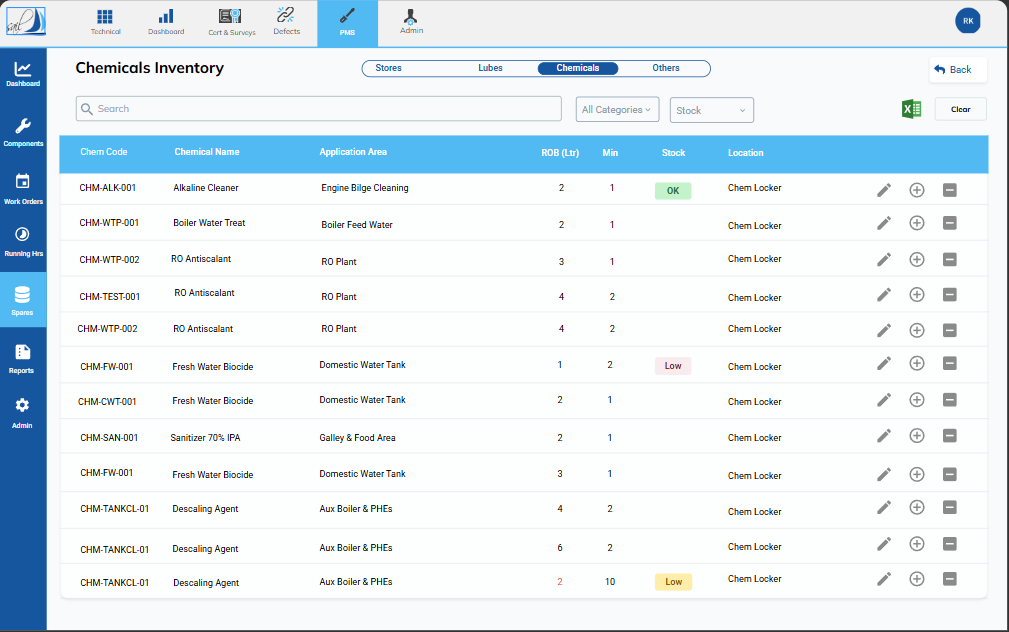 sail
Technical Dashboard Cert & Surveys Defects PMS Admin RK
Dashboard
Components
Work Orders
Running Hrs
Spares
Reports
Admin
Chemicals Inventory Stores Lubes Chemicals Others Back
Search All Categories Stock Clear
Chem Code Chemical Name Application Area ROB (Ltr) Min Stock Location
CHM-ALK-001 Alkaline Cleaner Engine Bilge Cleaning 2 1 OK Chem Locker
CHM-WTP-001 Boiler Water Treat Boiler Feed Water 2 1 Chem Locker
CHM-WTP-002 RO Antiscalant RO Plant 3 1 Chem Locker
CHM-TEST-001 RO Antiscalant RO Plant 4 2 Chem Locker
CHM-WTP-002 RO Antiscalant RO Plant 4 2 Chem Locker
CHM-FW-001 Fresh Water Biocide Domestic Water Tank 1 2 Low Chem Locker
CHM-CWT-001 Fresh Water Biocide Domestic Water Tank 2 1 Chem Locker
CHM-SAN-001 Sanitizer 70% IPA Galley & Food Area 2 1 Chem Locker
CHM-FW-001 Fresh Water Biocide Domestic Water Tank 3 1 Chem Locker
CHM-TANKCL-01 Descaling Agent Aux Boiler & PHEs 4 2 Chem Locker
CHM-TANKCL-01 Descaling Agent Aux Boiler & PHEs 6 2 Chem Locker
CHM-TANKCL-01 Descaling Agent Aux Boiler & PHEs 2 10 Low Chem Locker